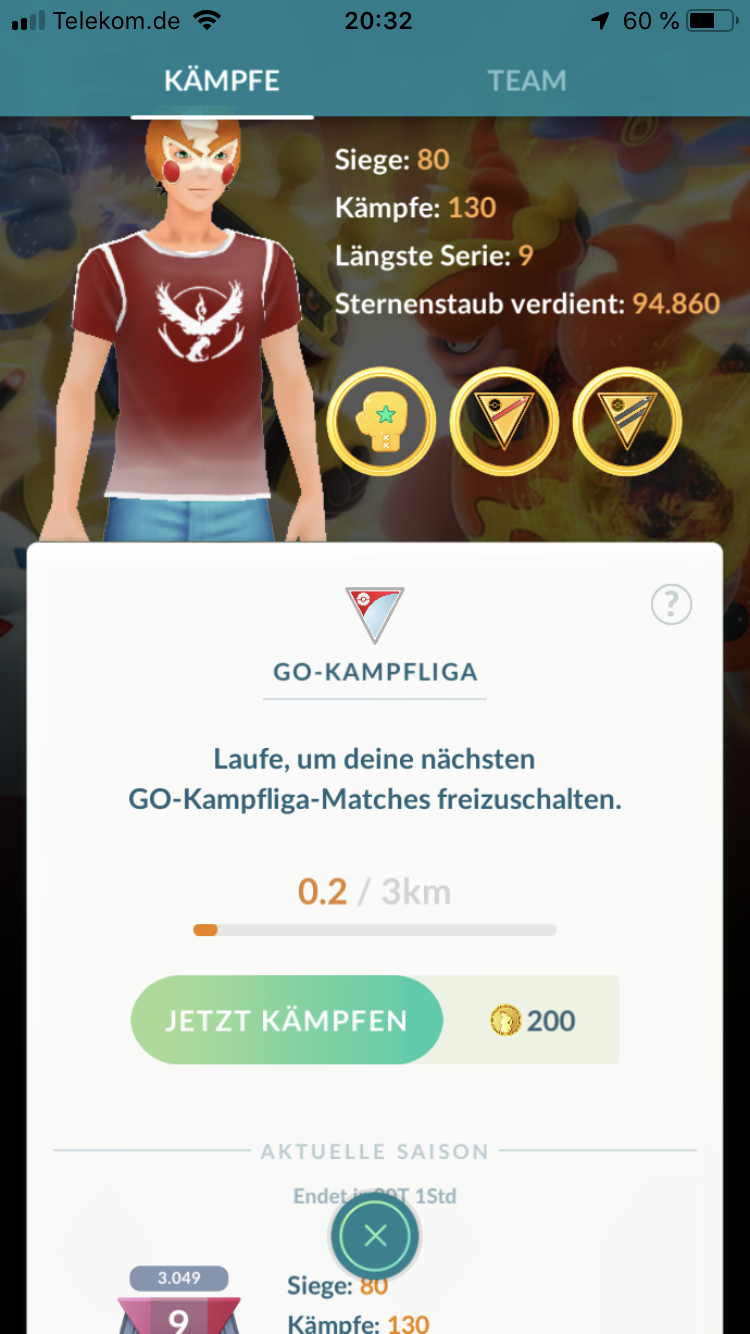 Telekom.de 20:32 60 %
KÄMPFE TEAM
Siege: 80
Kämpfe: 130
Längste Serie: 9
Sternenstaub verdient: 94.860
?
GO-KAMPFLIGA
Laufe, um deine nächsten
GO-Kampfliga-Matches freizuschalten.
0.2 / 3km
JETZT KÄMPFEN 200
AKTUELLE SAISON
Endet 1Std
3.049
Siege: 80
9
Kämpfe: 130